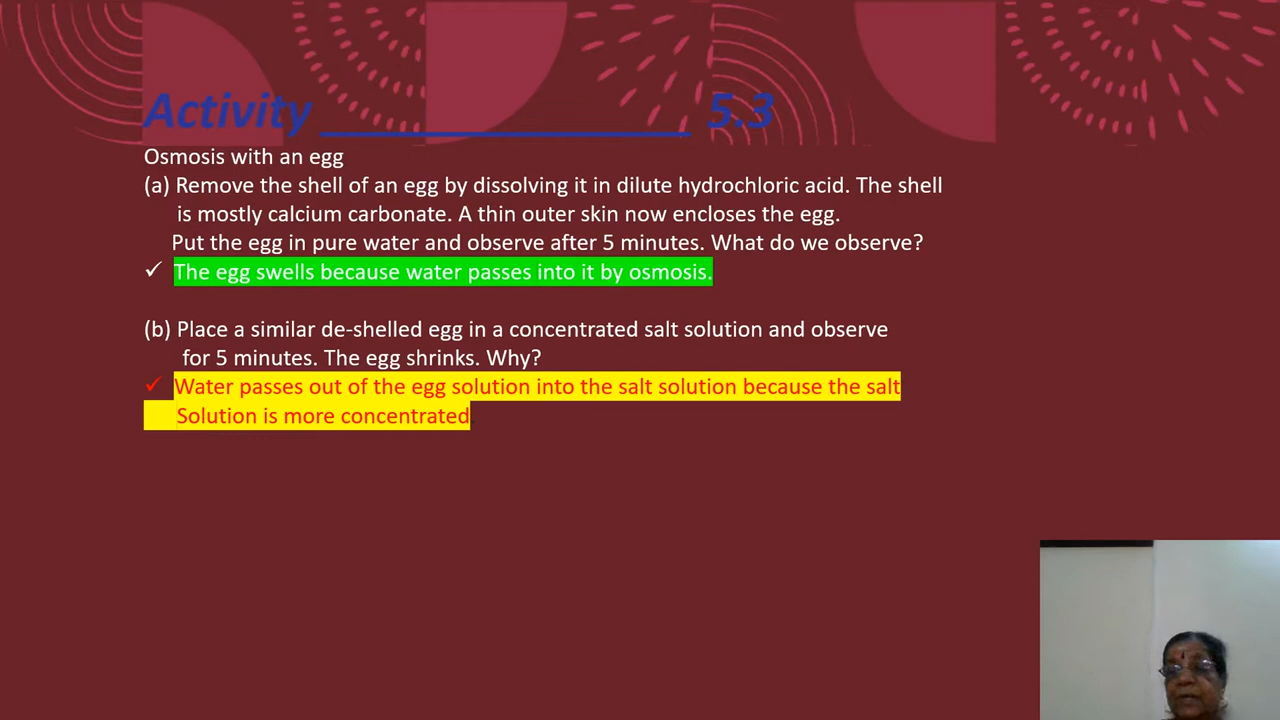 Activity ____________________ 5.3
Osmosis with an egg
(a) Remove the shell of an egg by dissolving it in dilute hydrochloric acid. The shell
is mostly calcium carbonate. A thin outer skin now encloses the egg.
Put the egg in pure water and observe after 5 minutes. What do we observe?
✓ The egg swells because water passes into it by osmosis.
(b) Place a similar de-shelled egg in a concentrated salt solution and observe
for 5 minutes. The egg shrinks. Why?
✓ Water passes out of the egg solution into the salt solution because the salt
Solution is more concentrated